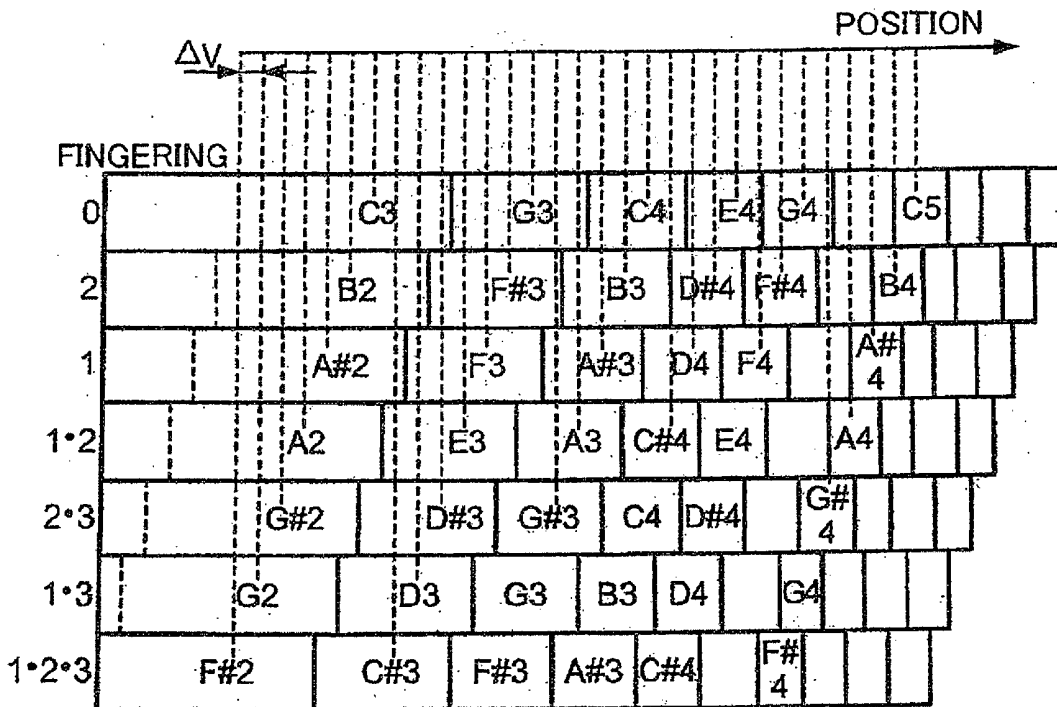 POSITION
ΔV
FINGERING
0 C3 G3 C4 E4 G4 C5
2 B2 F#3 B3 D#4 F#4 B4
1 A#2 F3 A#3 D4 F4 A#4
1•2 A2 E3 A3 C#4 E4 A4
2•3 G#2 D#3 G#3 C4 D#4 G#4
1•3 G2 D3 G3 B3 D4 G4
1•2•3 F#2 C#3 F#3 A#3 C#4 F#4